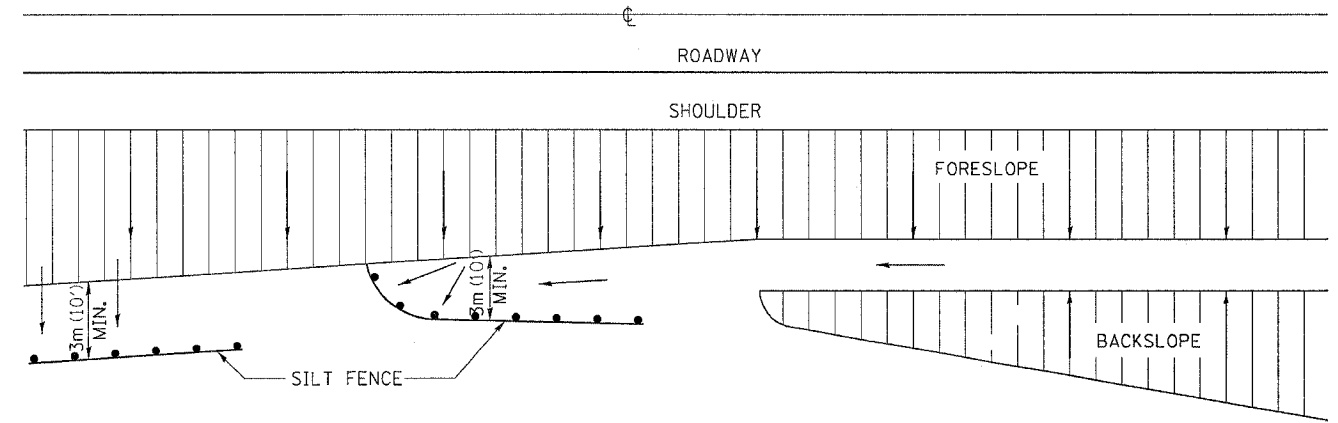 ℄
ROADWAY
SHOULDER
FORESLOPE
3m (10')
MIN.
3m (10')
MIN.
BACKSLOPE
SILT FENCE